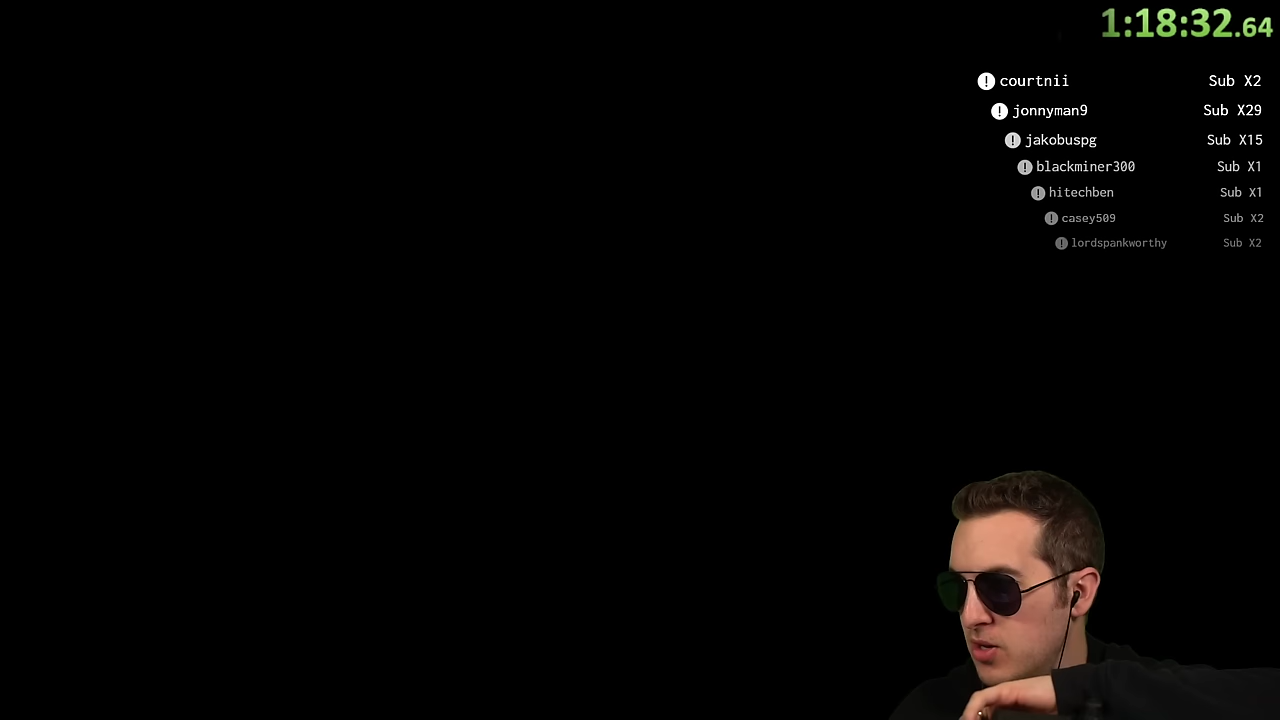 1:18:32.64
courtnii Sub X2
jonnyman9 Sub X29
jakobuspg Sub X15
blackminer300 Sub X1
hitechben Sub X1
casey509 Sub X2
lordspankworthy Sub X2